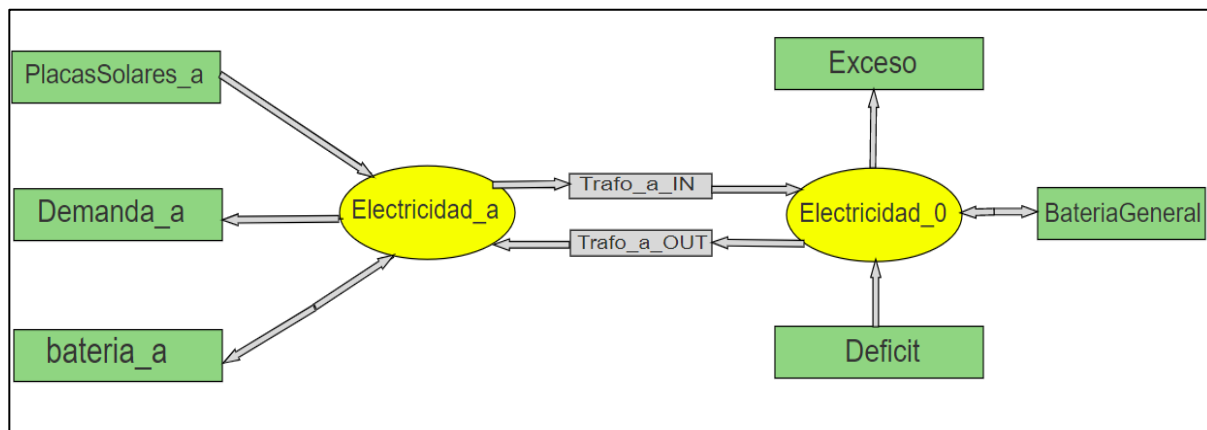 PlacasSolares_a
Exceso
Trafo_a_IN
Demanda_a
Electricidad_a
Electricidad_0
BateriaGeneral
Trafo_a_OUT
bateria_a
Deficit